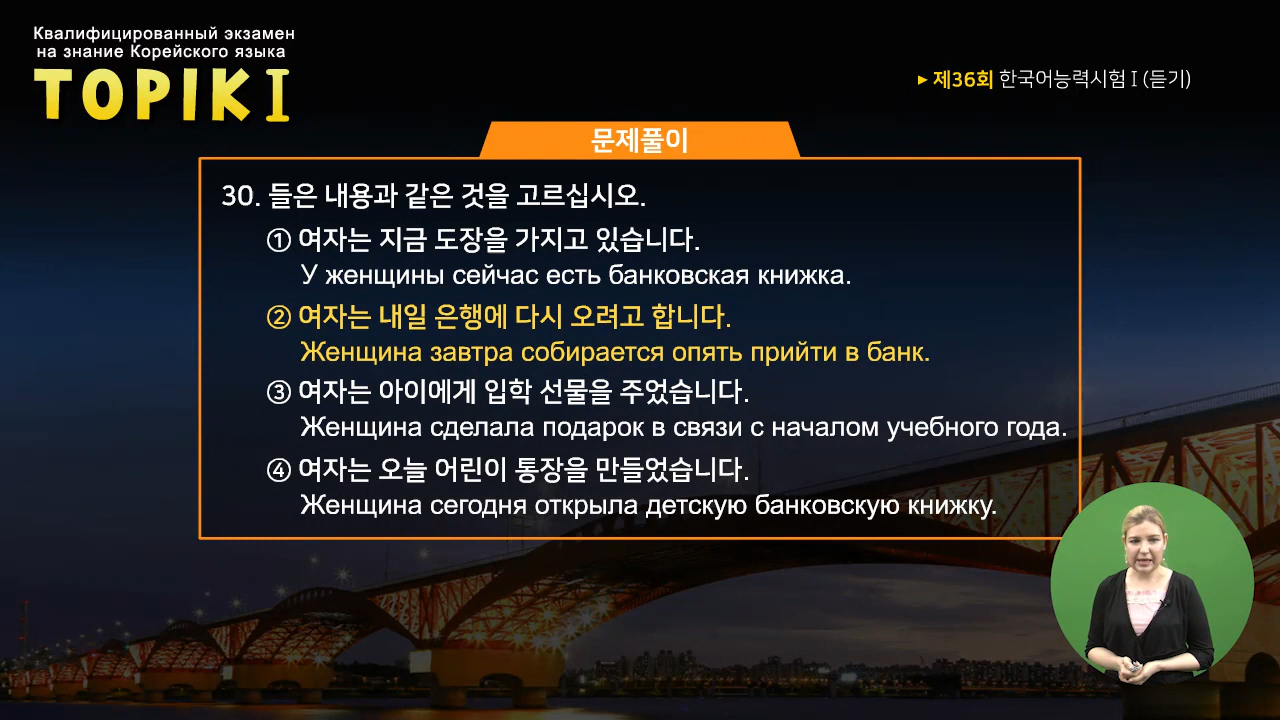 Квалифицированный экзамен
на знание Корейского языка
TOPIK I
▸ 제36회 한국어능력시험 I (듣기)
문제풀이
30. 들은 내용과 같은 것을 고르십시오.
① 여자는 지금 도장을 가지고 있습니다.
У женщины сейчас есть банковская книжка.
② 여자는 내일 은행에 다시 오려고 합니다.
Женщина завтра собирается опять прийти в банк.
③ 여자는 아이에게 입학 선물을 주었습니다.
Женщина сделала подарок в связи с началом учебного года.
④ 여자는 오늘 어린이 통장을 만들었습니다.
Женщина сегодня открыла детскую банковскую книжку.